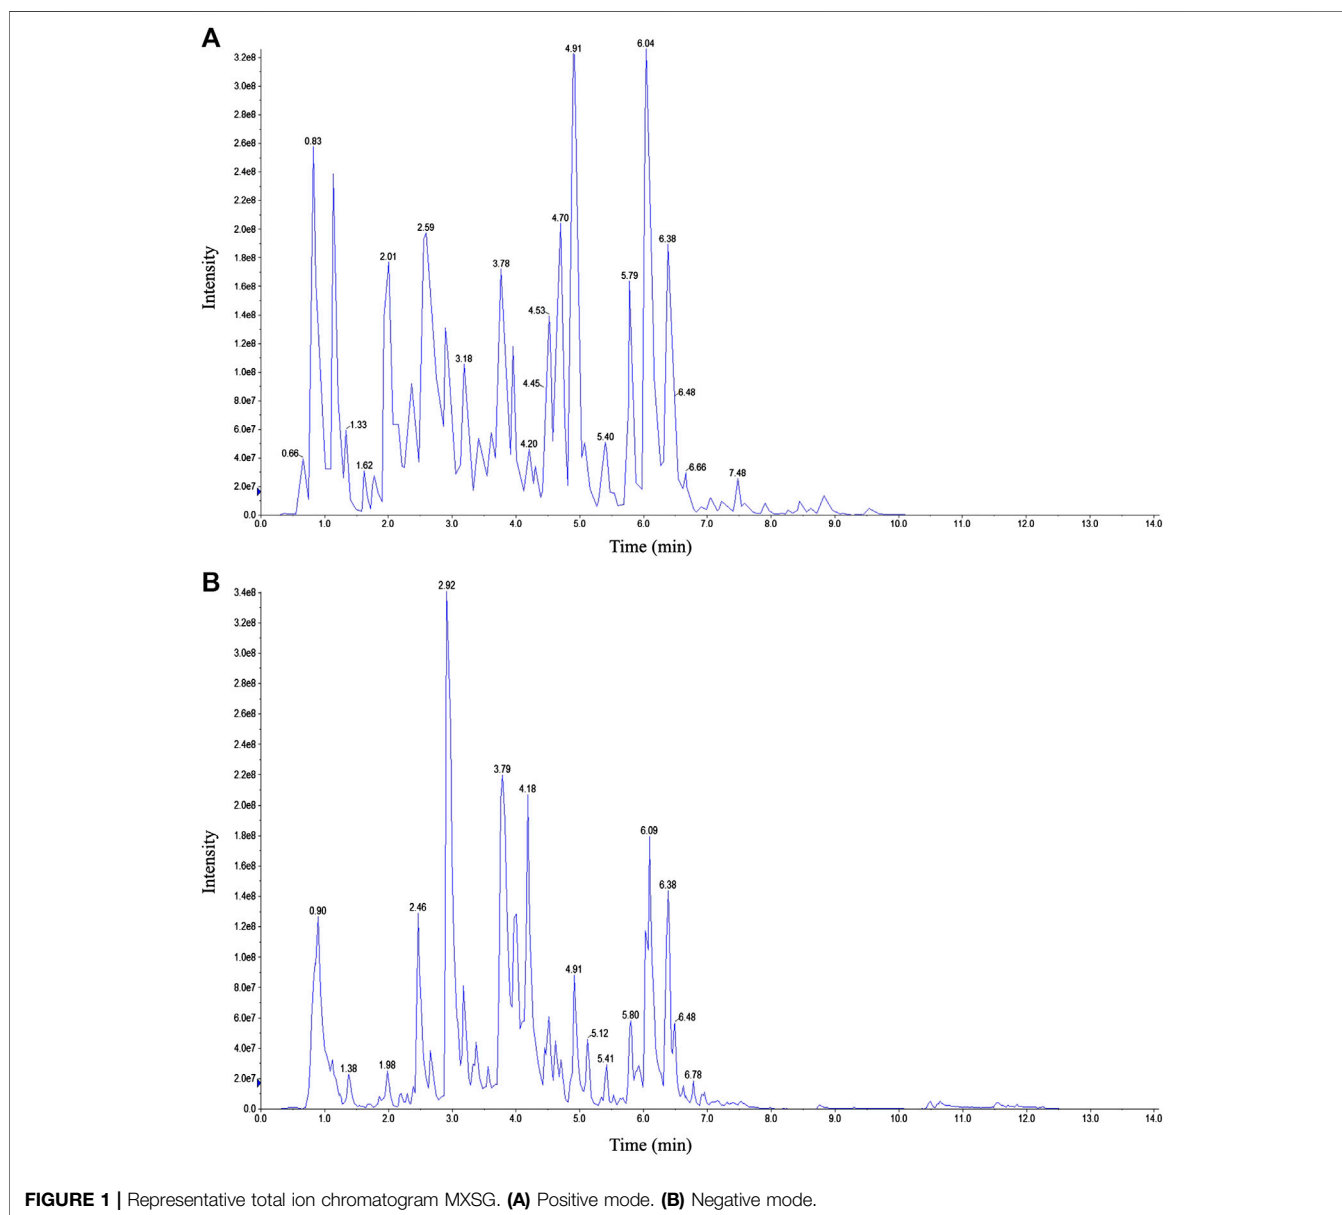 A
3.2e8
3.0e8
2.8e8
2.6e8
2.4e8
2.2e8
2.0e8
1.8e8
1.6e8
1.4e8
1.2e8
1.0e8
8.0e7
6.0e7
4.0e7
2.0e7
0.0
Intensity
0.66
0.83
1.33
1.62
2.01
2.59
3.18
3.78
4.20
4.45
4.53
4.70
4.91
5.40
5.79
6.04
6.38
6.48
6.66
7.48
0.0 1.0 2.0 3.0 4.0 5.0 6.0 7.0 8.0 9.0 10.0 11.0 12.0 13.0 14.0
Time (min)
B
3.4e8
3.2e8
3.0e8
2.8e8
2.6e8
2.4e8
2.2e8
2.0e8
1.8e8
1.6e8
1.4e8
1.2e8
1.0e8
8.0e7
6.0e7
4.0e7
2.0e7
0.0
Intensity
0.90
1.38
1.98
2.46
2.92
3.79
4.18
4.91
5.12
5.41
5.80
6.09
6.38
6.48
6.78
0.0 1.0 2.0 3.0 4.0 5.0 6.0 7.0 8.0 9.0 10.0 11.0 12.0 13.0 14.0
Time (min)
FIGURE 1 | Representative total ion chromatogram MXSG. (A) Positive mode. (B) Negative mode.